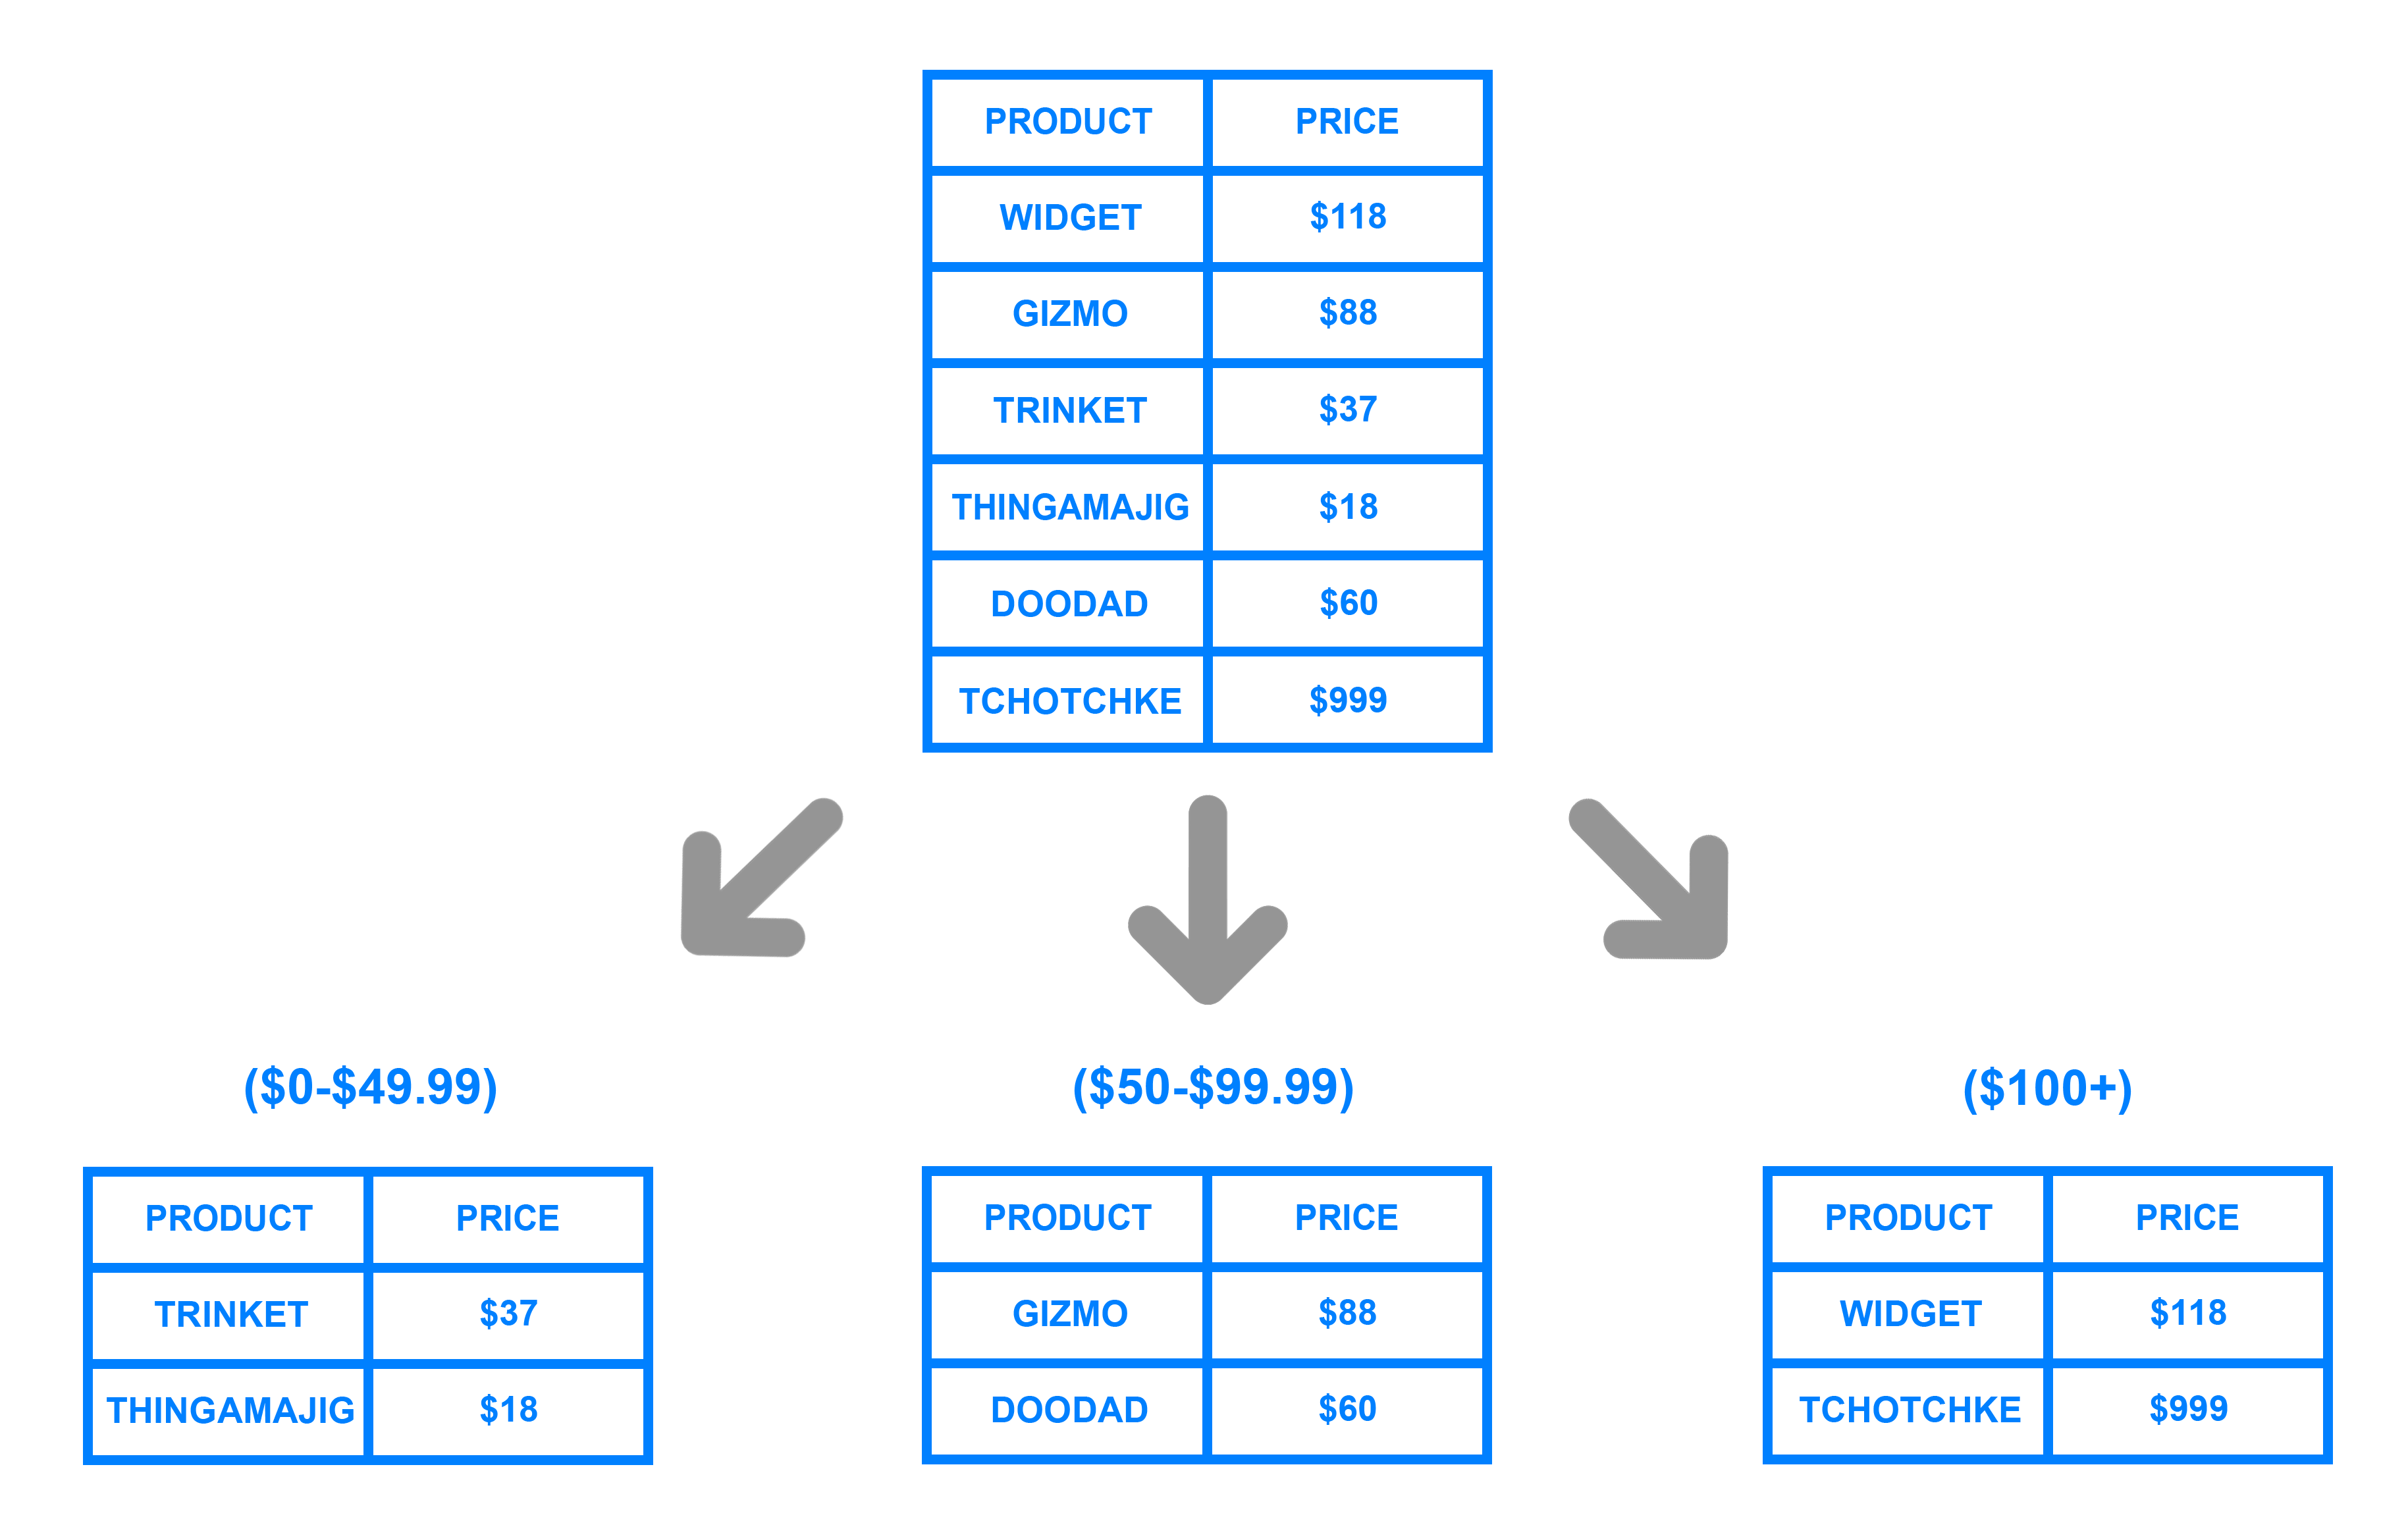 PRODUCT PRICE
WIDGET $118
GIZMO $88
TRINKET $37
THINGAMAJIG $18
DOODAD $60
TCHOTCHKE $999
($0-$49.99)
PRODUCT PRICE
TRINKET $37
THINGAMAJIG $18
($50-$99.99)
PRODUCT PRICE
GIZMO $88
DOODAD $60
($100+)
PRODUCT PRICE
WIDGET $118
TCHOTCHKE $999